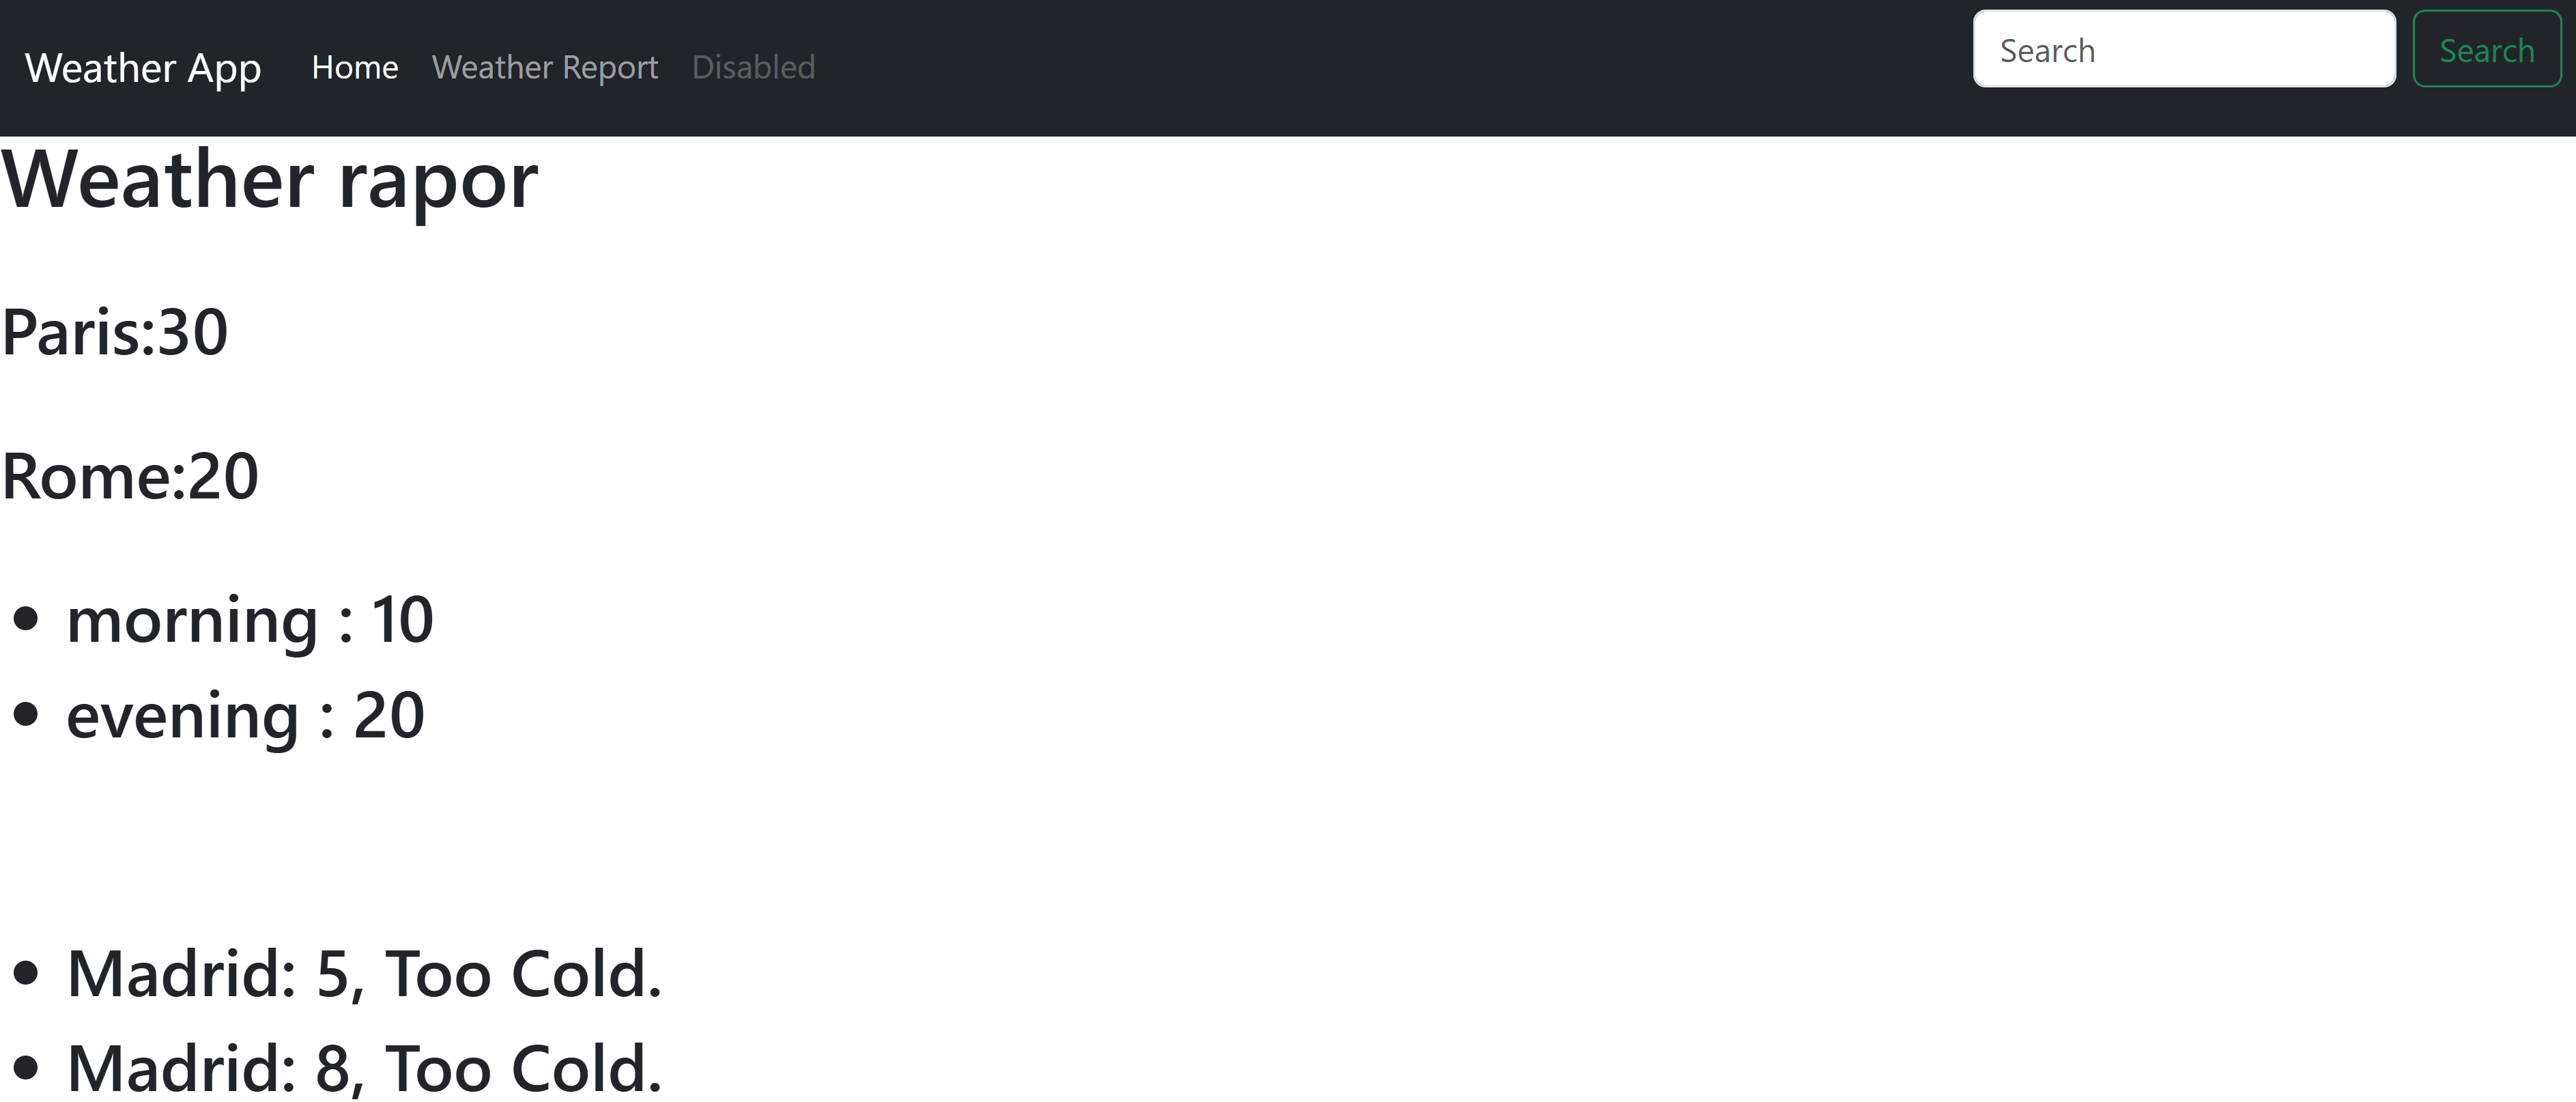 Weather App Home Weather Report Disabled Search Search
Weather rapor
Paris:30
Rome:20
morning : 10
evening : 20
Madrid: 5, Too Cold.
Madrid: 8, Too Cold.